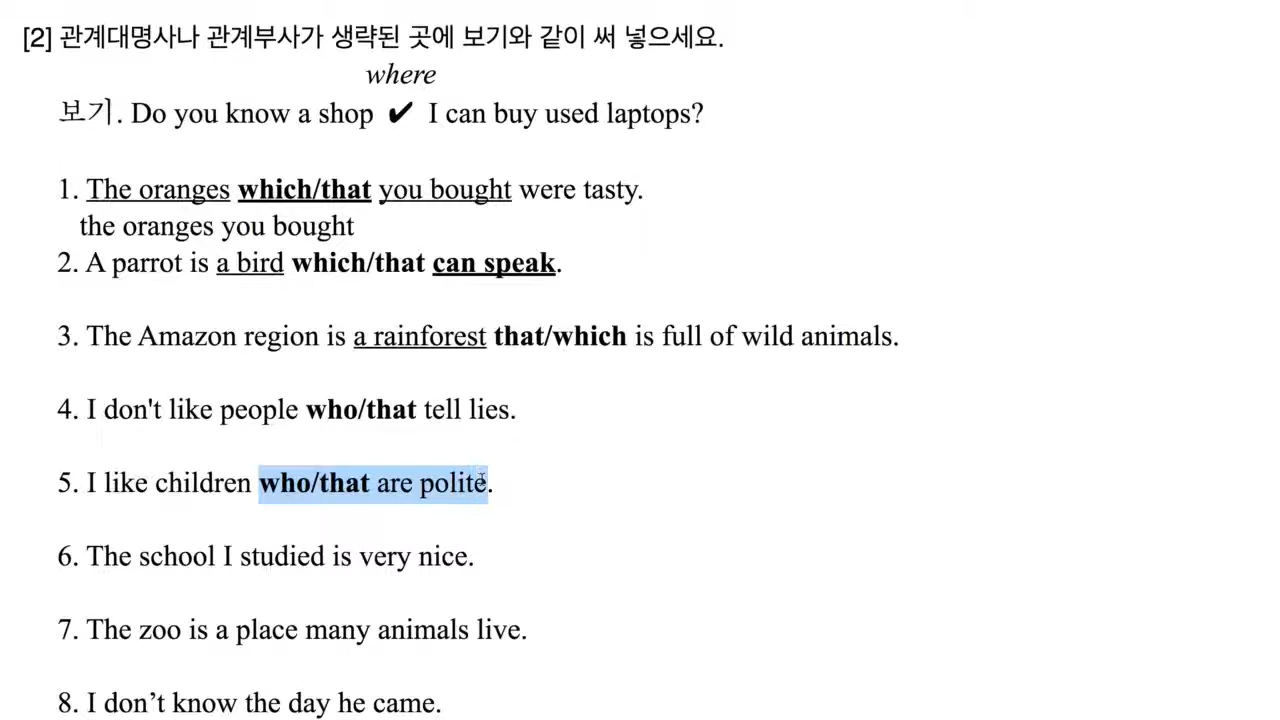 [2] 관계대명사나 관계부사가 생략된 곳에 보기와 같이 써 넣으세요.
where
보기. Do you know a shop ✔ I can buy used laptops?
1. The oranges which/that you bought were tasty.
the oranges you bought
2. A parrot is a bird which/that can speak.
3. The Amazon region is a rainforest that/which is full of wild animals.
4. I don't like people who/that tell lies.
5. I like children who/that are polite.
6. The school I studied is very nice.
7. The zoo is a place many animals live.
8. I don’t know the day he came.